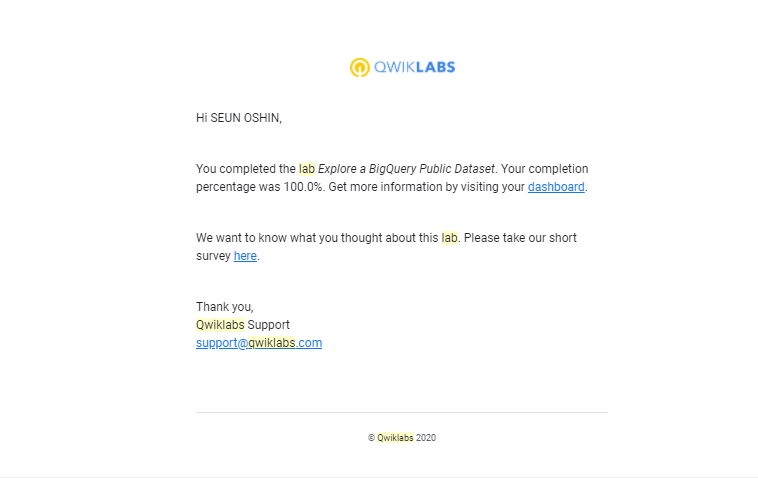 QWIKLABS
Hi SEUN OSHIN,
You completed the lab Explore a BigQuery Public Dataset. Your completion
percentage was 100.0%. Get more information by visiting your dashboard.
We want to know what you thought about this lab. Please take our short
survey here.
Thank you,
Qwiklabs Support
support@qwiklabs.com
© Qwiklabs 2020